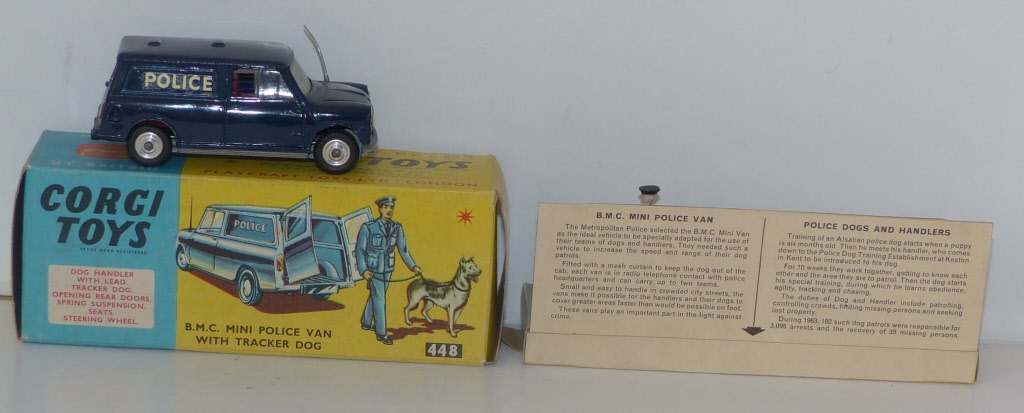 POLICE
TOYS
GT. BRITAIN
PLAYCRAFT TOYS LTD. LONDON
CORGI
TOYS
TRADE MARK REGISTERED
DOG HANDLER
WITH LEAD.
TRACKER DOG.
OPENING REAR DOORS.
SPRING SUSPENSION.
SEATS.
STEERING WHEEL.
POLICE
B.M.C. MINI POLICE VAN
WITH TRACKER DOG
448
B.M.C. MINI POLICE VAN
The Metropolitan Police selected the B.M.C. Mini Van
as the ideal vehicle to be specially adapted for the use of
their teams of dogs and handlers. They needed such a
vehicle to increase the speed and range of their dog
patrols.
Fitted with a mesh curtain to keep the dog out of the
cab, each van is in radio telephone contact with police
headquarters and can carry up to two teams.
Small and easy to handle in crowded city streets, the
vans make it possible for the handlers and their dogs to
cover greater areas faster than would be possible on foot.
These vans play an important part in the fight against
crime.
POLICE DOGS AND HANDLERS
Training of an Alsatian police dog starts when a puppy
is six months old. Then he meets his handler, who comes
down to the Police Dog Training Establishment at Keston
in Kent to be introduced to his dog.
For 10 weeks they work together, getting to know each
other and the area they are to patrol. Then the dog starts
his special training, during which he learns obedience,
agility, tracking and chasing.
The duties of Dog and Handler include patrolling,
controlling crowds, finding missing persons and seeking
lost property.
During 1963, 182 such dog patrols were responsible for
3,095 arrests and the recovery of 35 missing persons.